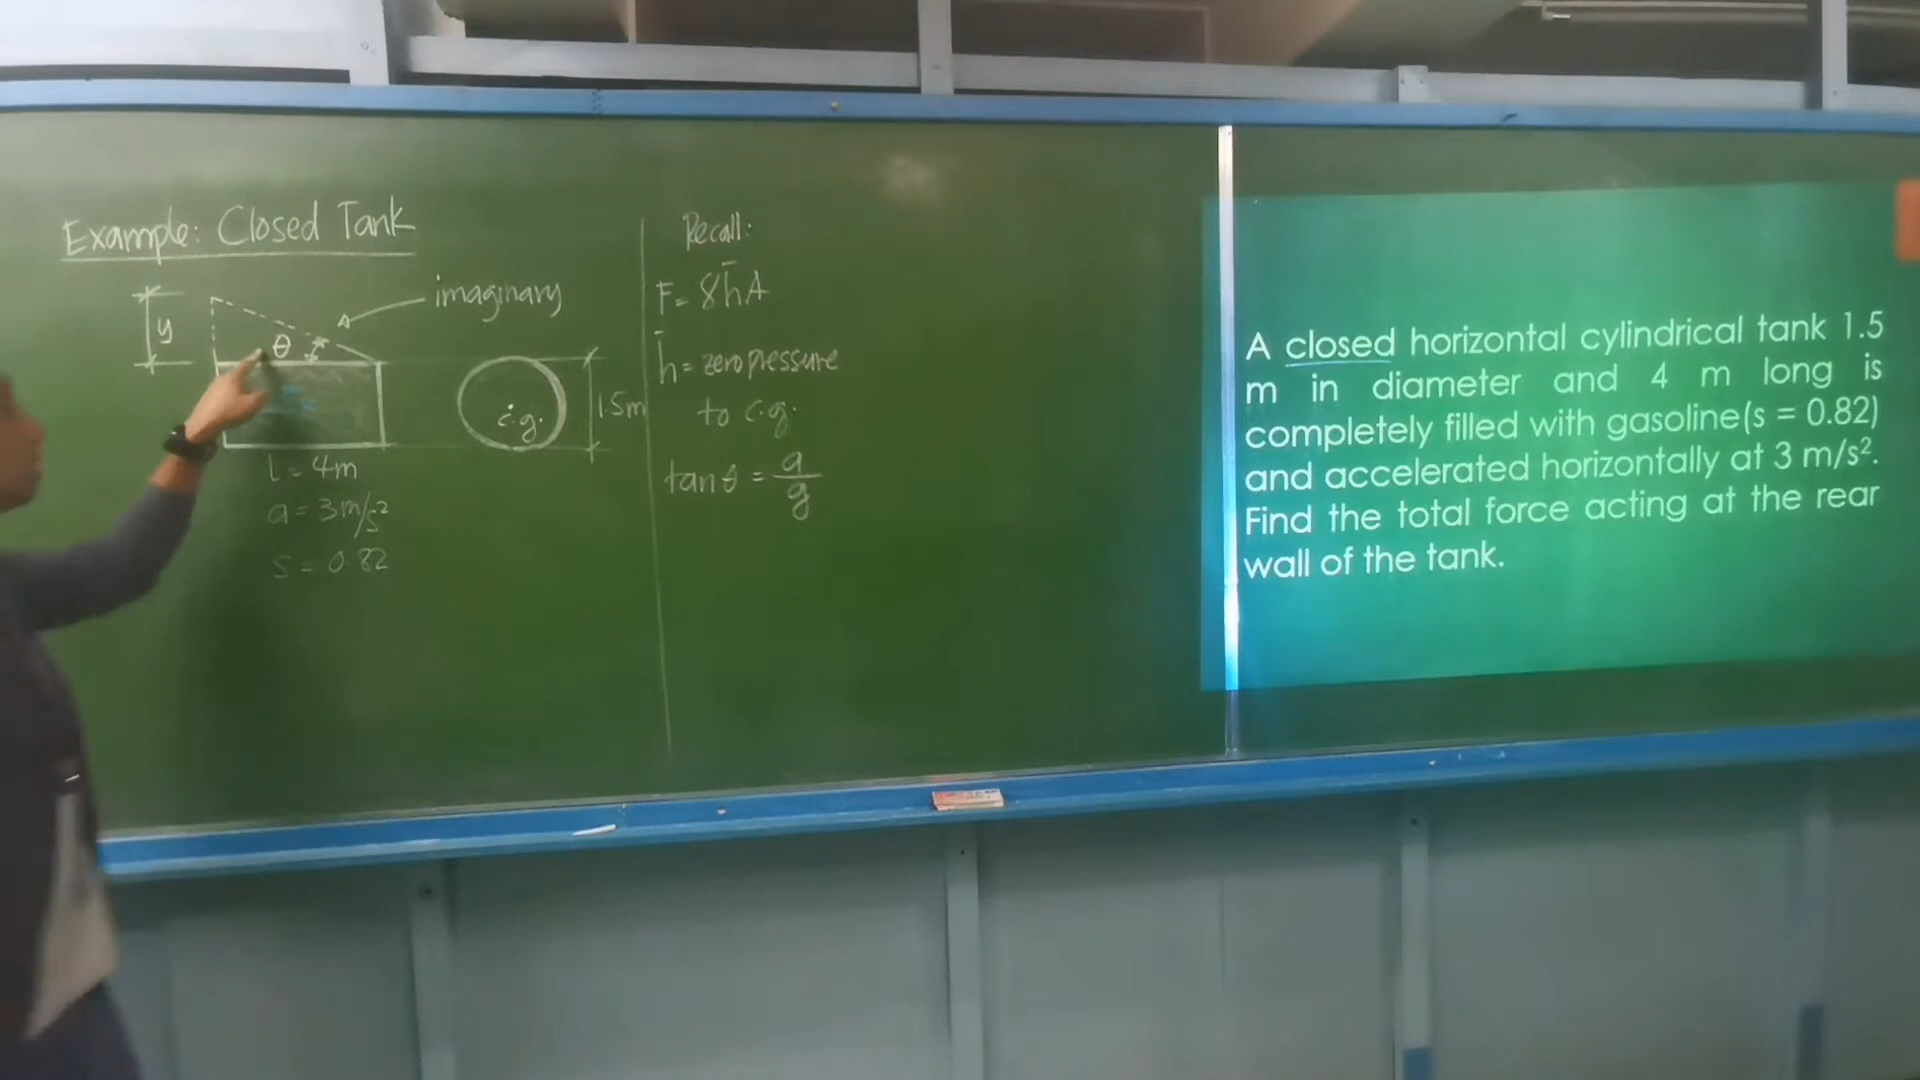 Example: Closed Tank
y
θ
imaginary
c.g.
1.5m
L = 4m
a = 3m/s²
s = 0.82
Recall:
F = γh̄A
h̄ = zero pressure
to c.g.
tan θ = a/g
A closed horizontal cylindrical tank 1.5
m in diameter and 4 m long is
completely filled with gasoline(s = 0.82)
and accelerated horizontally at 3 m/s².
Find the total force acting at the rear
wall of the tank.